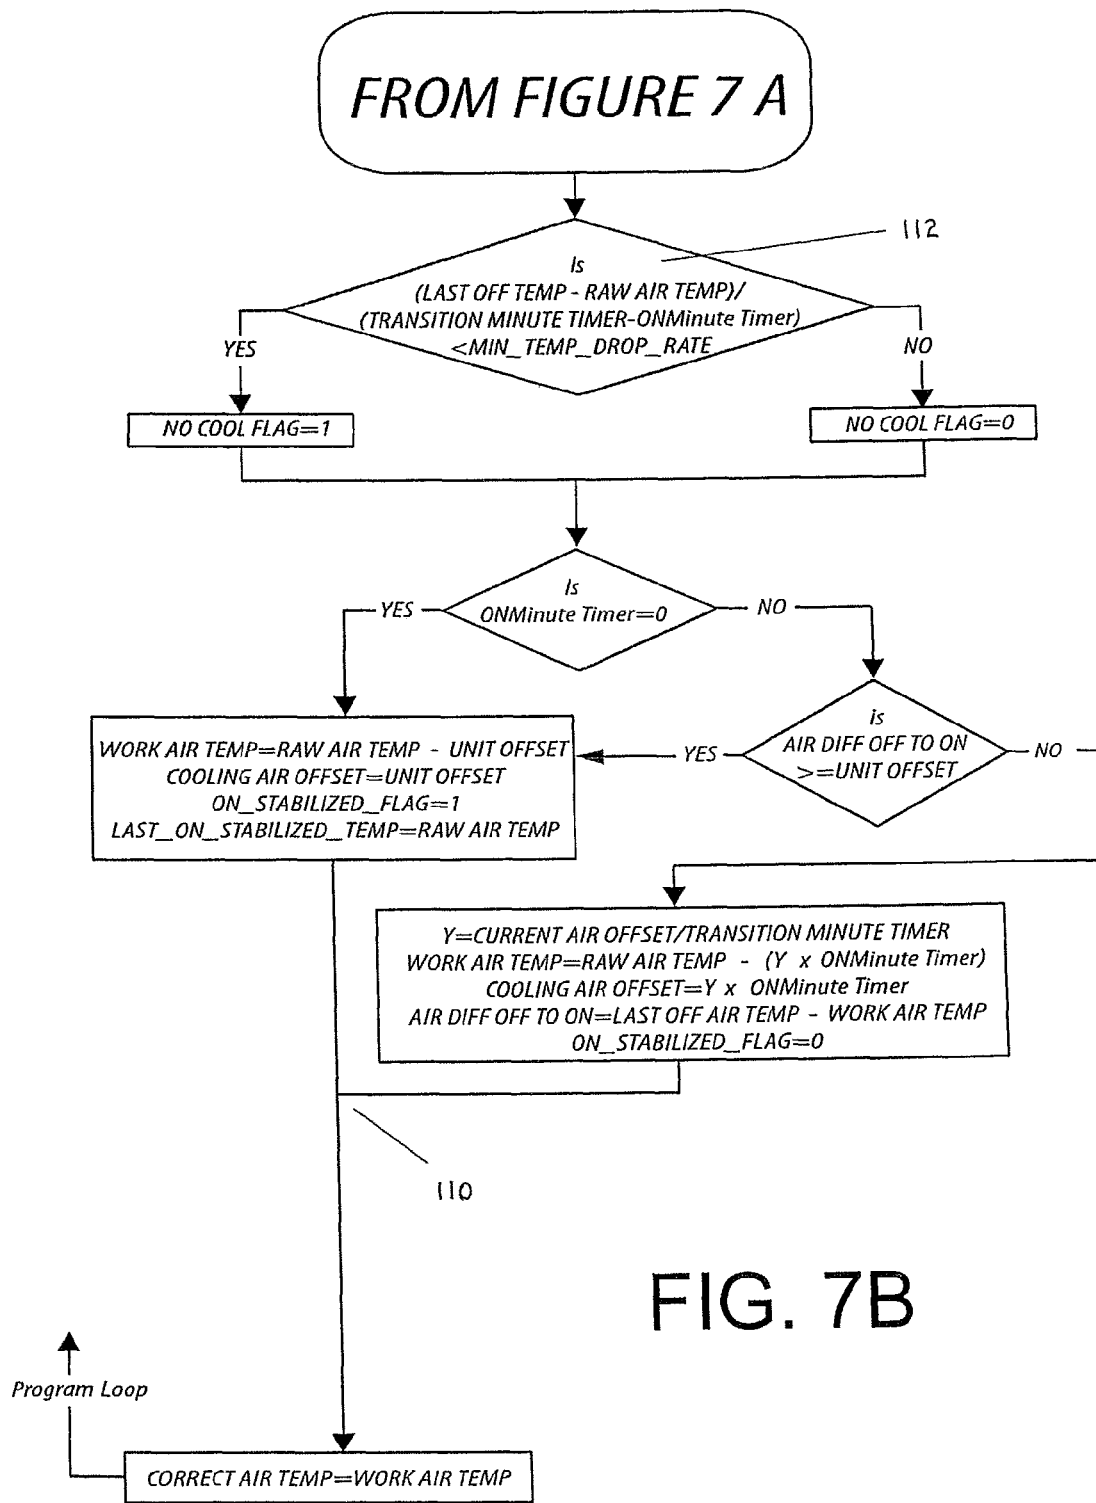 FROM FIGURE 7 A
112
Is
(LAST OFF TEMP - RAW AIR TEMP)/
(TRANSITION MINUTE TIMER-ONMinute Timer)
<MIN_TEMP_DROP_RATE
YES
NO
NO COOL FLAG=1
NO COOL FLAG=0
Is
ONMinute Timer=0
YES
NO
is
AIR DIFF OFF TO ON
>=UNIT OFFSET
YES
NO
WORK AIR TEMP=RAW AIR TEMP - UNIT OFFSET
COOLING AIR OFFSET=UNIT OFFSET
ON_STABILIZED_FLAG=1
LAST_ON_STABILIZED_TEMP=RAW AIR TEMP
Y=CURRENT AIR OFFSET/TRANSITION MINUTE TIMER
WORK AIR TEMP=RAW AIR TEMP - (Y x ONMinute Timer)
COOLING AIR OFFSET=Y x ONMinute Timer
AIR DIFF OFF TO ON=LAST OFF AIR TEMP - WORK AIR TEMP
ON_STABILIZED_FLAG=0
110
FIG. 7B
Program Loop
CORRECT AIR TEMP=WORK AIR TEMP